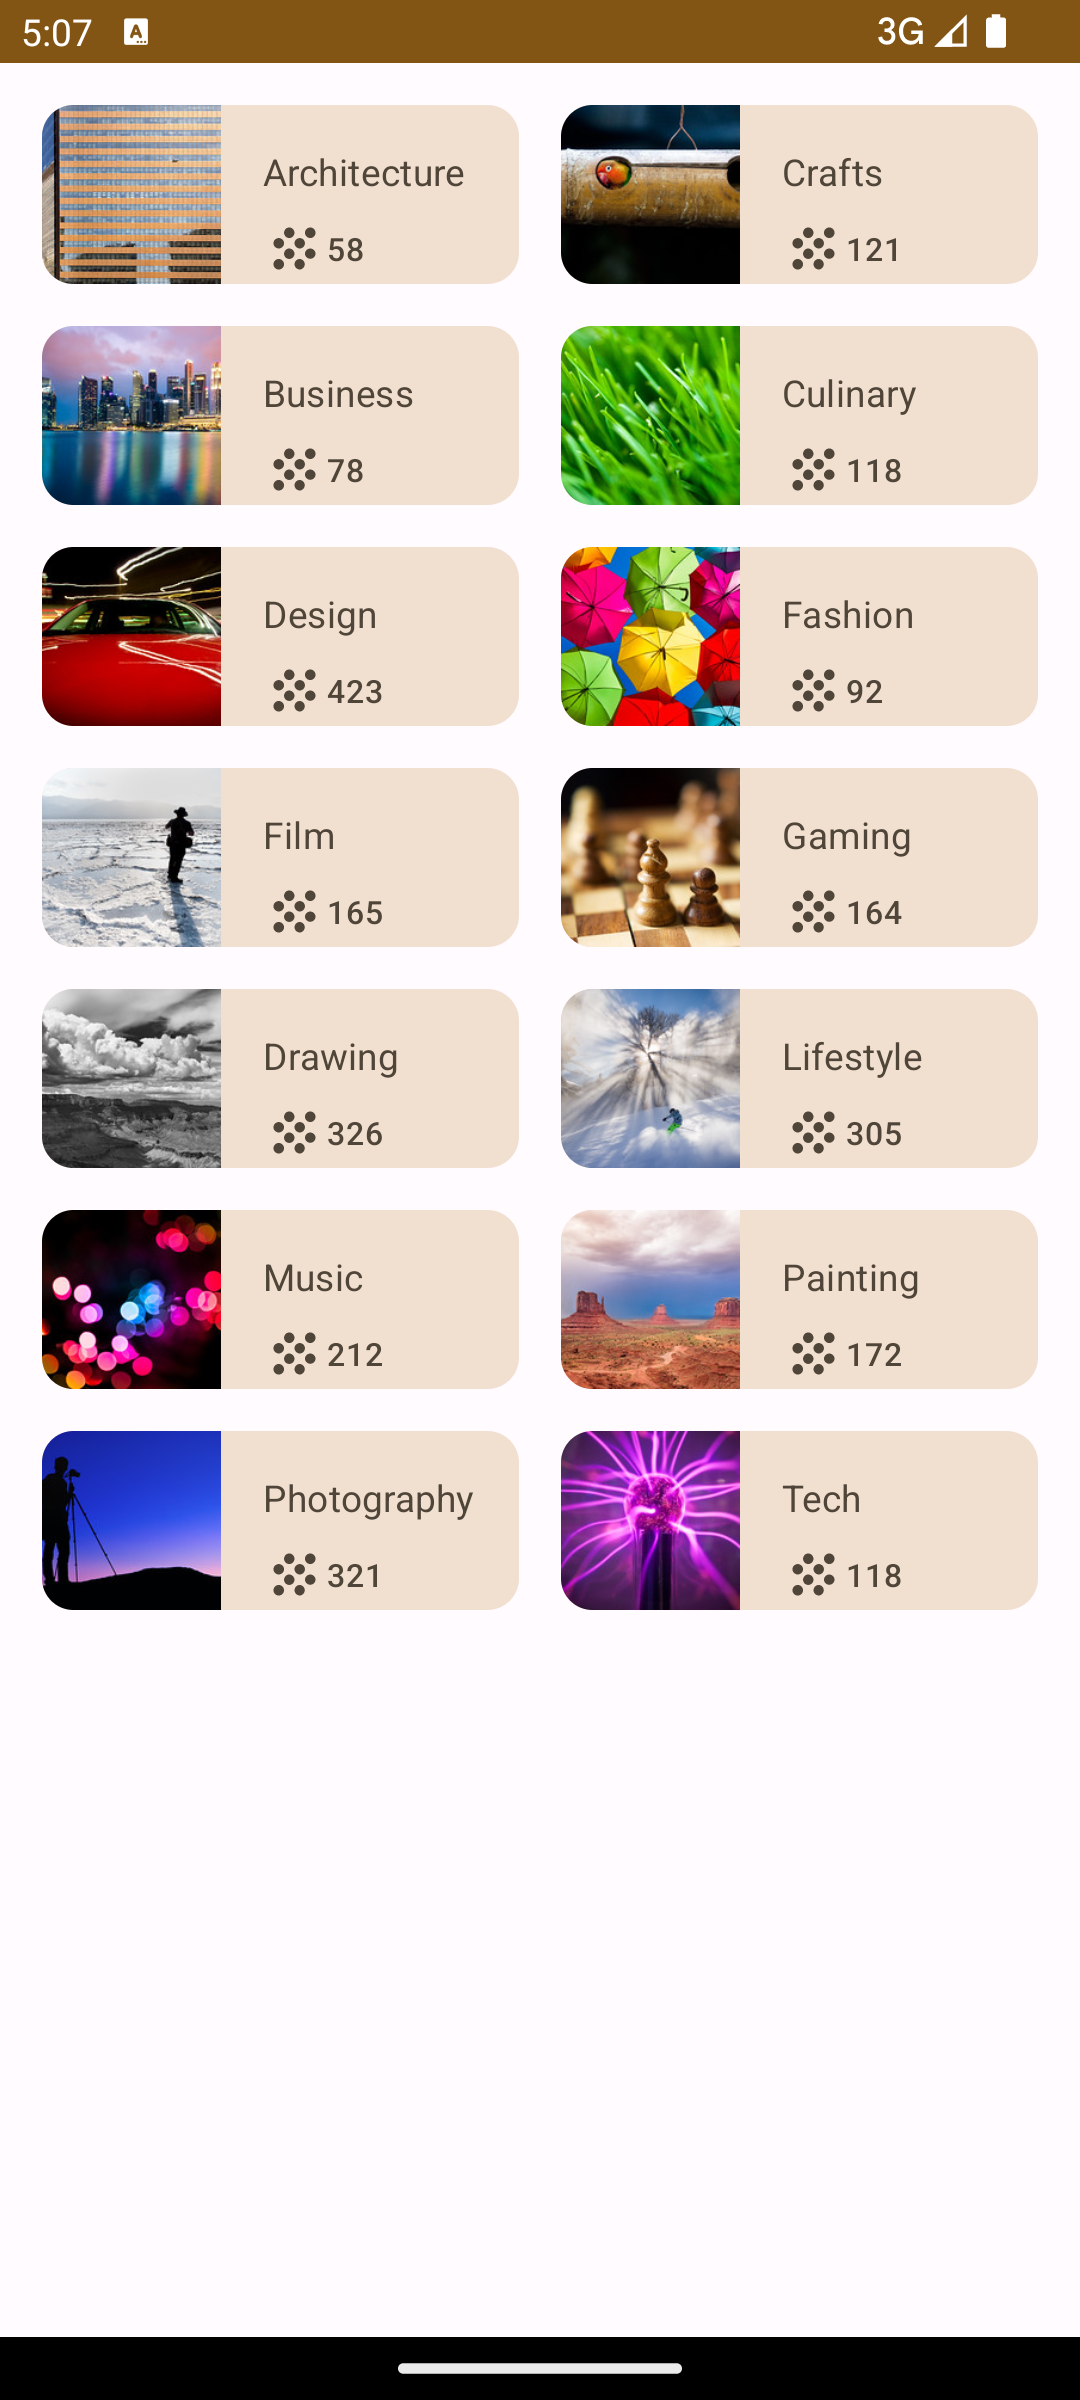 5:07 A 3G
Architecture
58
Crafts
121
Business
78
Culinary
118
Design
423
Fashion
92
Film
165
Gaming
164
Drawing
326
Lifestyle
305
Music
212
Painting
172
Photography
321
Tech
118